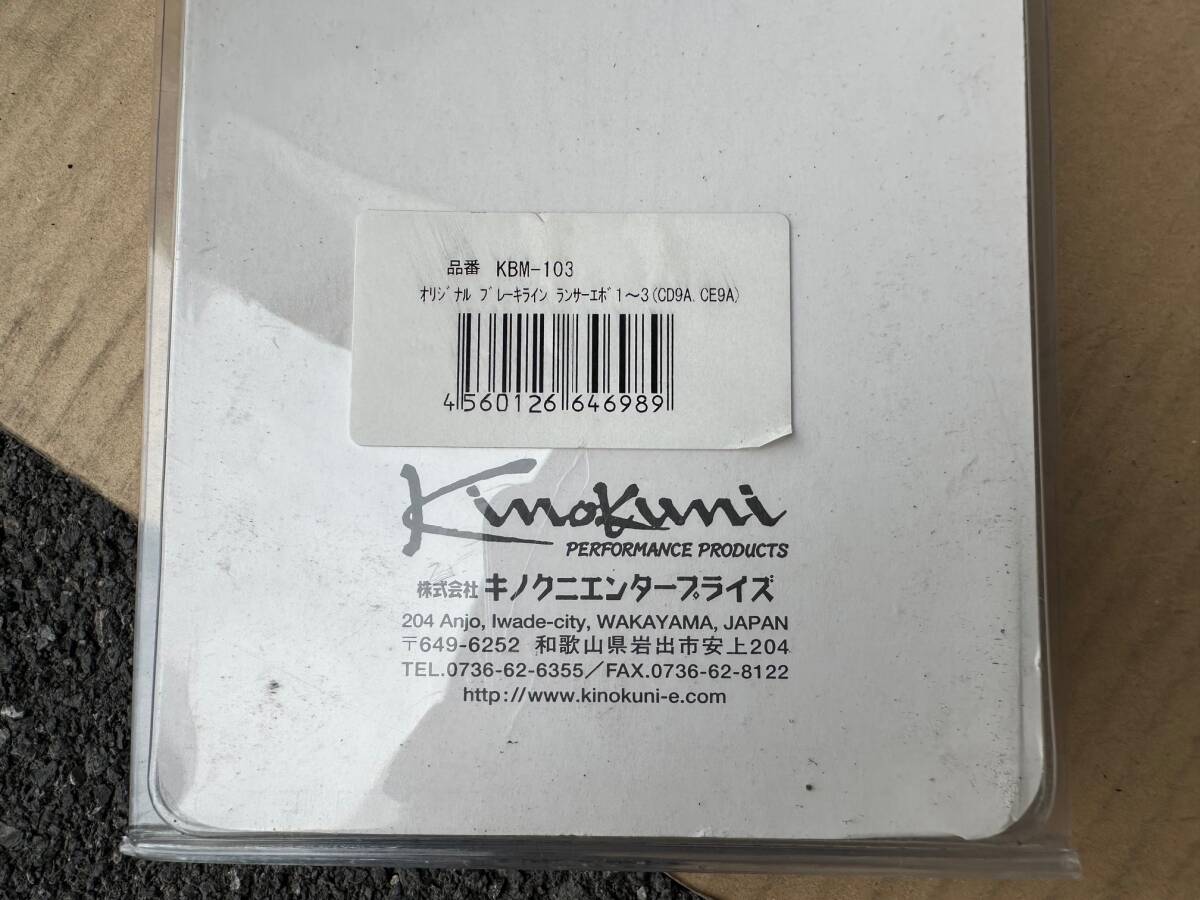 品番 KBM-103
ｵﾘｼﾞﾅﾙ ﾌﾞﾚｰｷﾗｲﾝ ﾗﾝｻｰｴﾎﾞ1～3(CD9A.CE9A)
4560126646989
Kinokuni
PERFORMANCE PRODUCTS
株式会社 キノクニエンタープライズ
204 Anjo, Iwade-city, WAKAYAMA, JAPAN
〒649-6252 和歌山県岩出市安上204
TEL.0736-62-6355／FAX.0736-62-8122
http://www.kinokuni-e.com